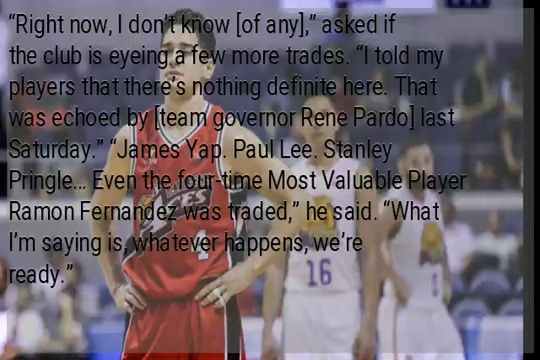 “Right now, I don’t know [of any],” asked if
the club is eyeing a few more trades. “I told my
players that there’s nothing definite here. That
was echoed by [team governor Rene Pardo] last
Saturday.” “James Yap. Paul Lee. Stanley
Pringle... Even the four-time Most Valuable Player
Ramon Fernandez was traded,” he said. “What
I’m saying is, whatever happens, we’re
ready.”
4
16